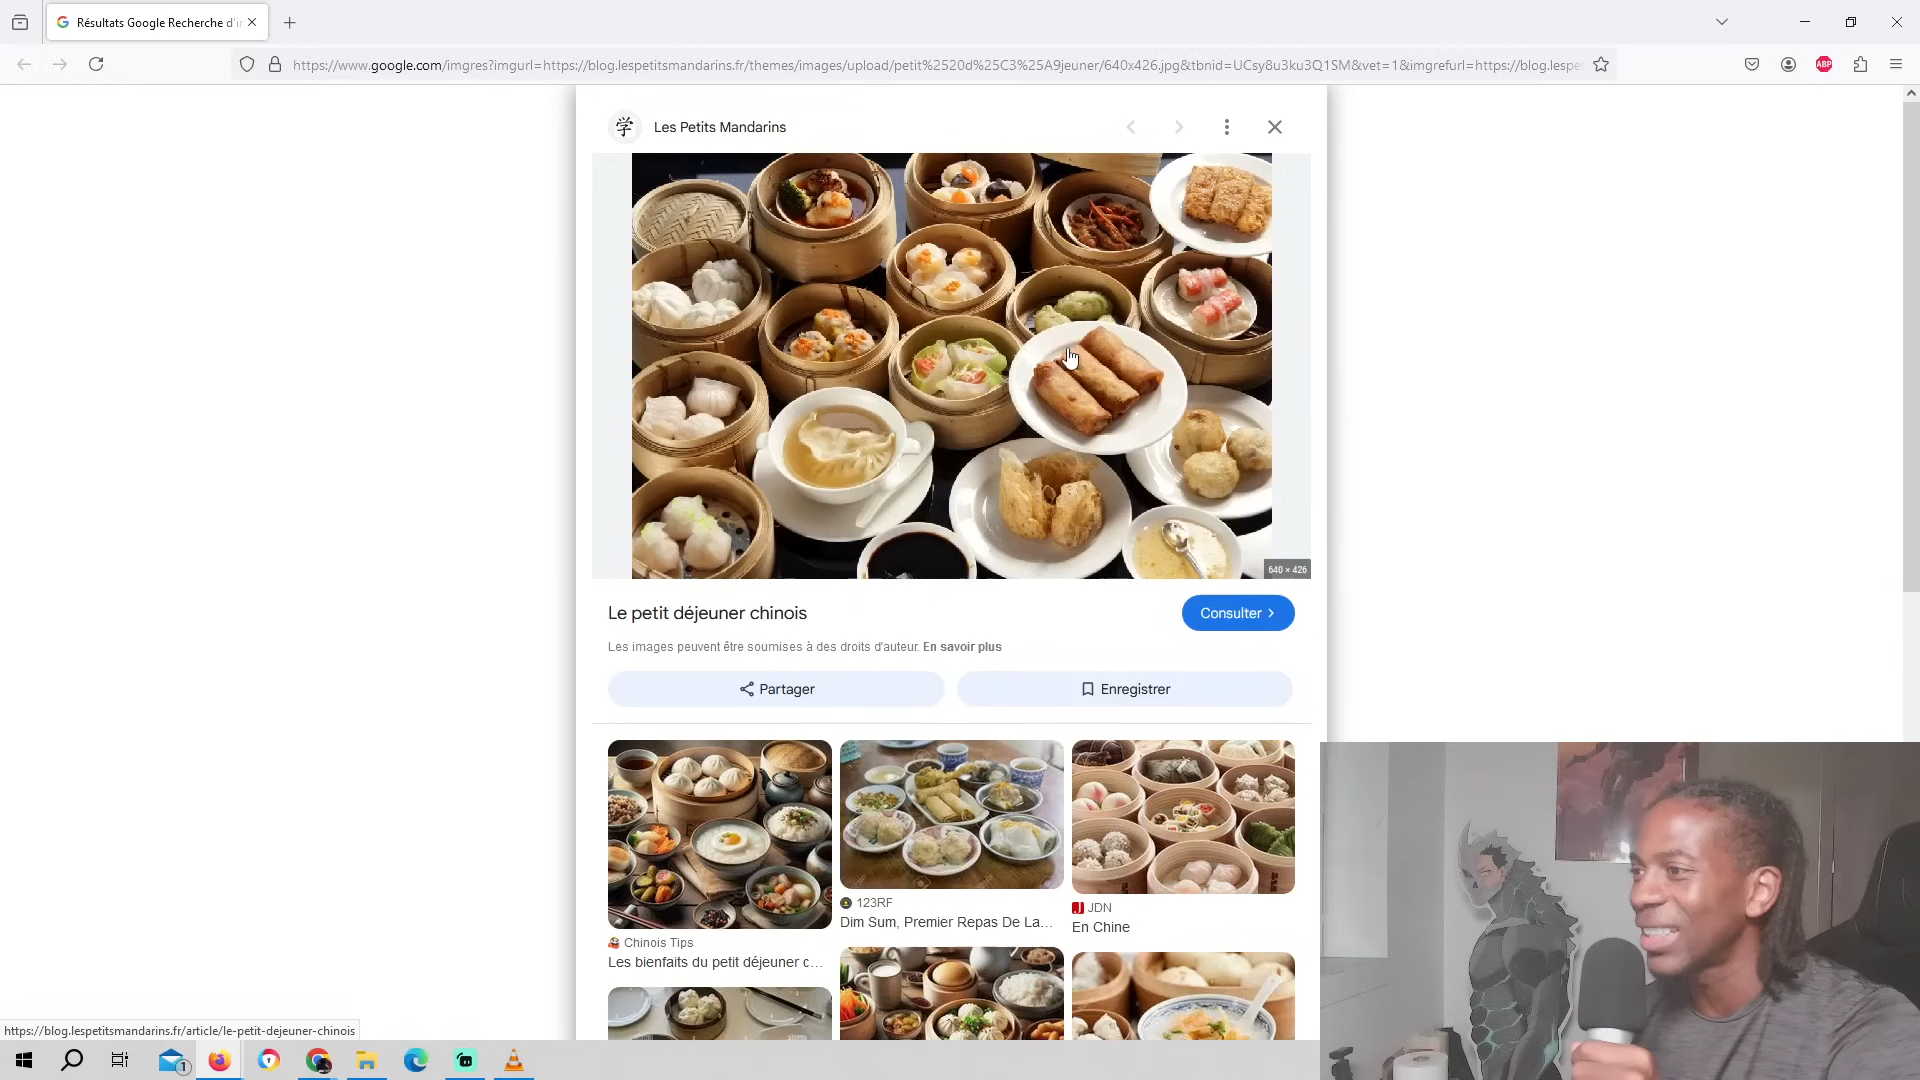 Résultats Google Recherche d'i
https://www.google.com/imgres?imgurl=https://blog.lespetitsmandarins.fr/themes/images/upload/petit%2520d%25C3%25A9jeuner/640x426.jpg&tbnid=UCsy8u3ku3Q1SM&vet=1&imgrefurl=https://blog.lespe
ABP
学 Les Petits Mandarins
640 × 426
Le petit déjeuner chinois
Consulter
Les images peuvent être soumises à des droits d'auteur. En savoir plus
Partager
Enregistrer
Chinois Tips
Les bienfaits du petit déjeuner c...
123RF
Dim Sum, Premier Repas De La...
J JDN
En Chine
https://blog.lespetitsmandarins.fr/article/le-petit-dejeuner-chinois
1